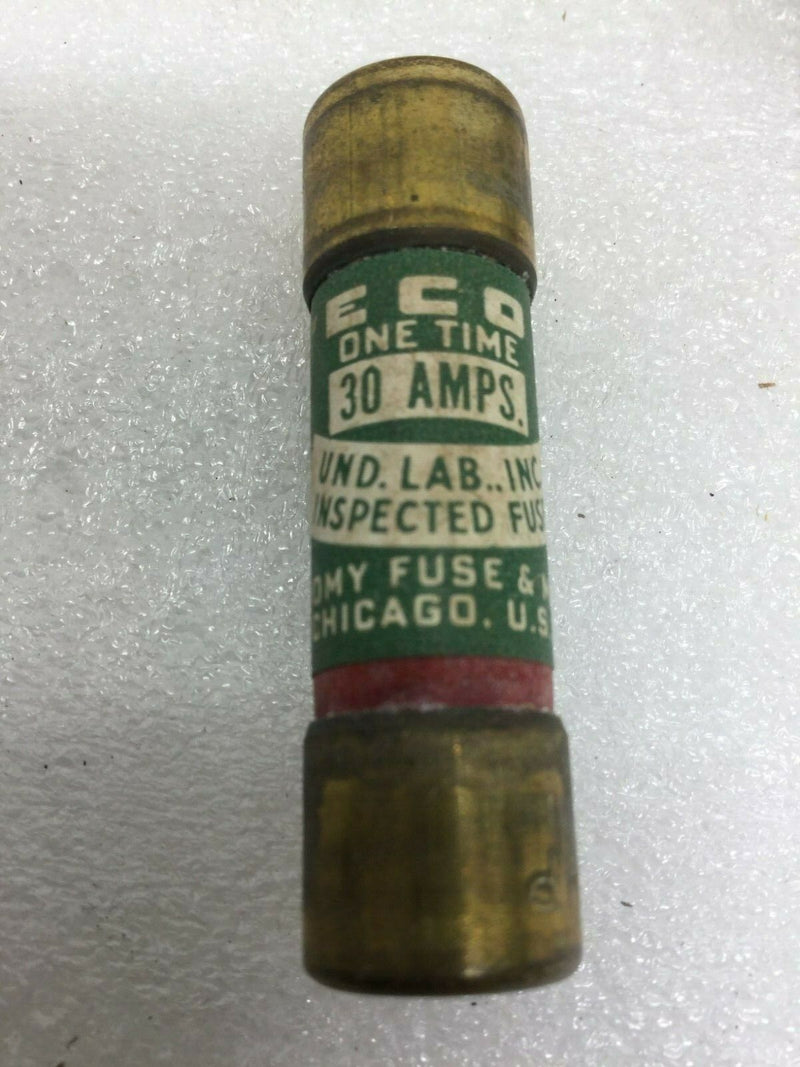 ECO
ONE TIME
30 AMPS.
UND. LAB.. INC
INSPECTED FUS
OMY FUSE & M
CHICAGO. U.S.